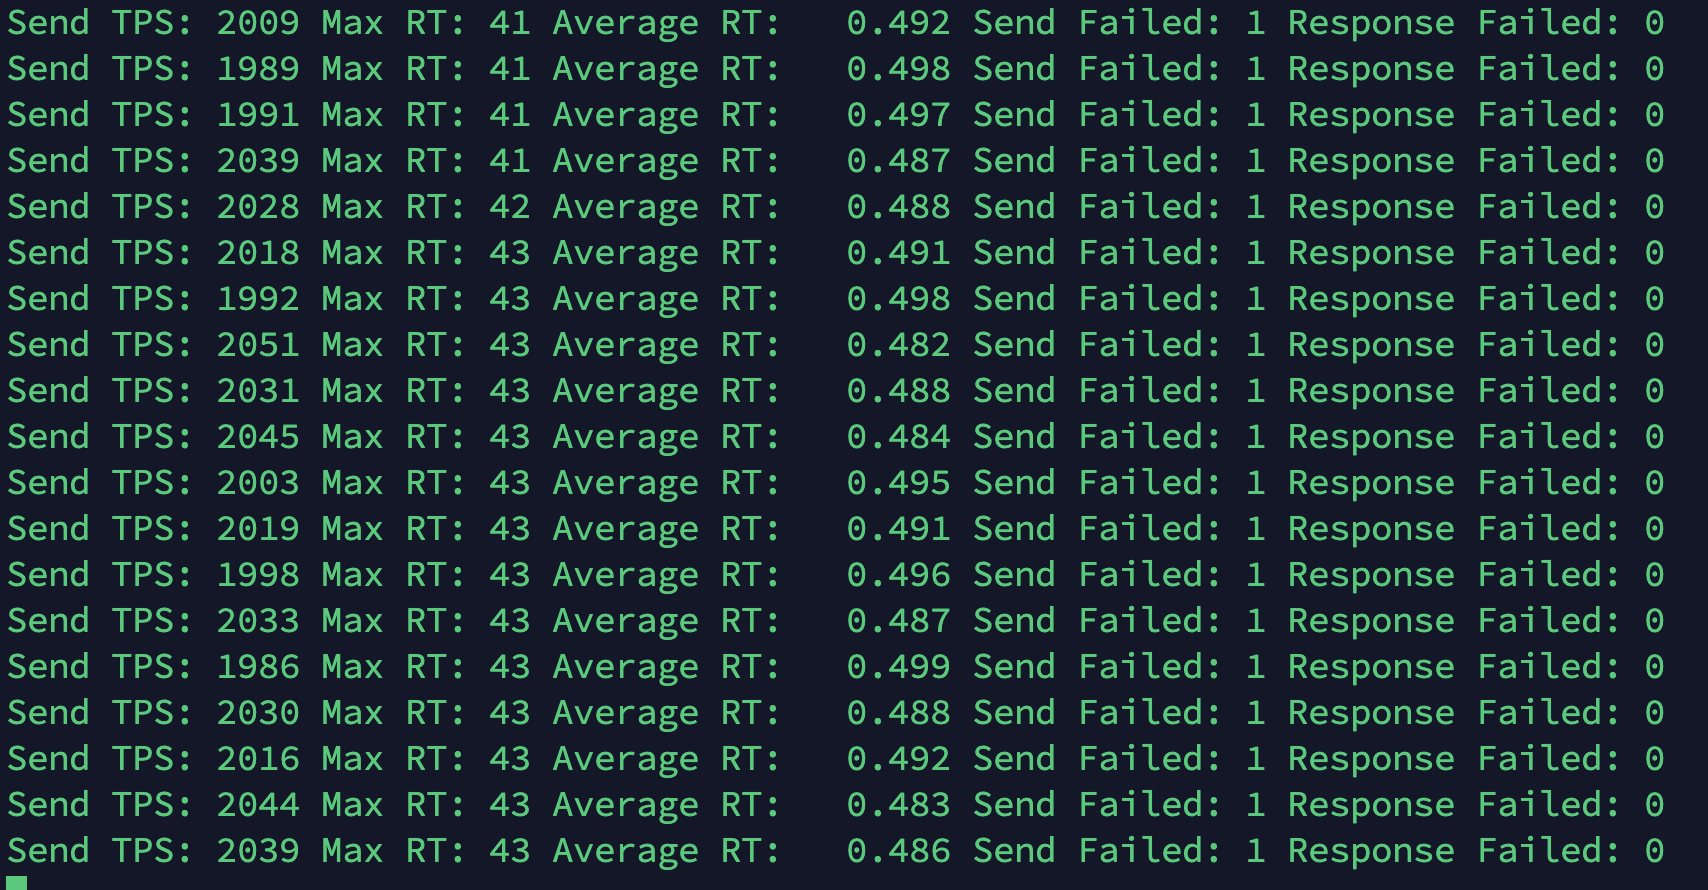 Send TPS: 2009 Max RT: 41 Average RT:   0.492 Send Failed: 1 Response Failed: 0
Send TPS: 1989 Max RT: 41 Average RT:   0.498 Send Failed: 1 Response Failed: 0
Send TPS: 1991 Max RT: 41 Average RT:   0.497 Send Failed: 1 Response Failed: 0
Send TPS: 2039 Max RT: 41 Average RT:   0.487 Send Failed: 1 Response Failed: 0
Send TPS: 2028 Max RT: 42 Average RT:   0.488 Send Failed: 1 Response Failed: 0
Send TPS: 2018 Max RT: 43 Average RT:   0.491 Send Failed: 1 Response Failed: 0
Send TPS: 1992 Max RT: 43 Average RT:   0.498 Send Failed: 1 Response Failed: 0
Send TPS: 2051 Max RT: 43 Average RT:   0.482 Send Failed: 1 Response Failed: 0
Send TPS: 2031 Max RT: 43 Average RT:   0.488 Send Failed: 1 Response Failed: 0
Send TPS: 2045 Max RT: 43 Average RT:   0.484 Send Failed: 1 Response Failed: 0
Send TPS: 2003 Max RT: 43 Average RT:   0.495 Send Failed: 1 Response Failed: 0
Send TPS: 2019 Max RT: 43 Average RT:   0.491 Send Failed: 1 Response Failed: 0
Send TPS: 1998 Max RT: 43 Average RT:   0.496 Send Failed: 1 Response Failed: 0
Send TPS: 2033 Max RT: 43 Average RT:   0.487 Send Failed: 1 Response Failed: 0
Send TPS: 1986 Max RT: 43 Average RT:   0.499 Send Failed: 1 Response Failed: 0
Send TPS: 2030 Max RT: 43 Average RT:   0.488 Send Failed: 1 Response Failed: 0
Send TPS: 2016 Max RT: 43 Average RT:   0.492 Send Failed: 1 Response Failed: 0
Send TPS: 2044 Max RT: 43 Average RT:   0.483 Send Failed: 1 Response Failed: 0
Send TPS: 2039 Max RT: 43 Average RT:   0.486 Send Failed: 1 Response Failed: 0